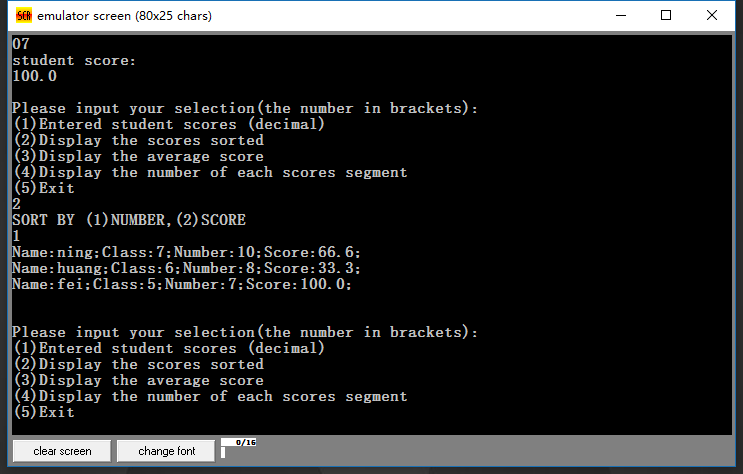 emulator screen (80x25 chars)
07
student score:
100.0
Please input your selection(the number in brackets):
(1)Entered student scores (decimal)
(2)Display the scores sorted
(3)Display the average score
(4)Display the number of each scores segment
(5)Exit
2
SORT BY (1)NUMBER,(2)SCORE
1
Name:ning;Class:7;Number:10;Score:66.6;
Name:huang;Class:6;Number:8;Score:33.3;
Name:fei;Class:5;Number:7;Score:100.0;
Please input your selection(the number in brackets):
(1)Entered student scores (decimal)
(2)Display the scores sorted
(3)Display the average score
(4)Display the number of each scores segment
(5)Exit
clear screen change font 0/16